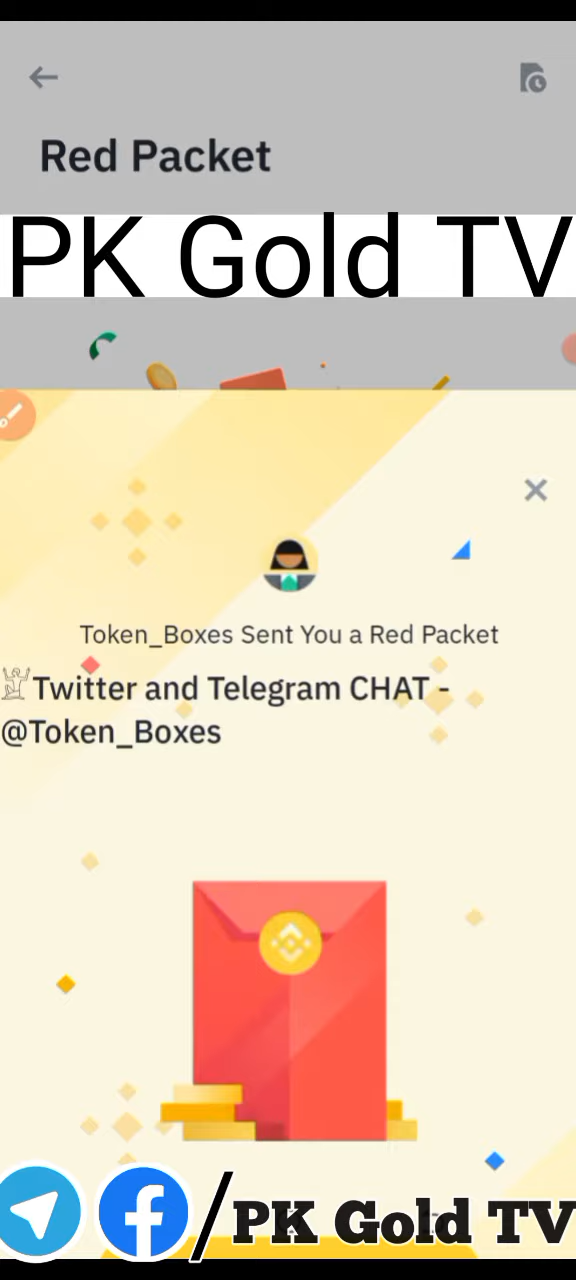 Red Packet
PK Gold TV
Token_Boxes Sent You a Red Packet
Twitter and Telegram CHAT -
@Token_Boxes
/PK Gold TV